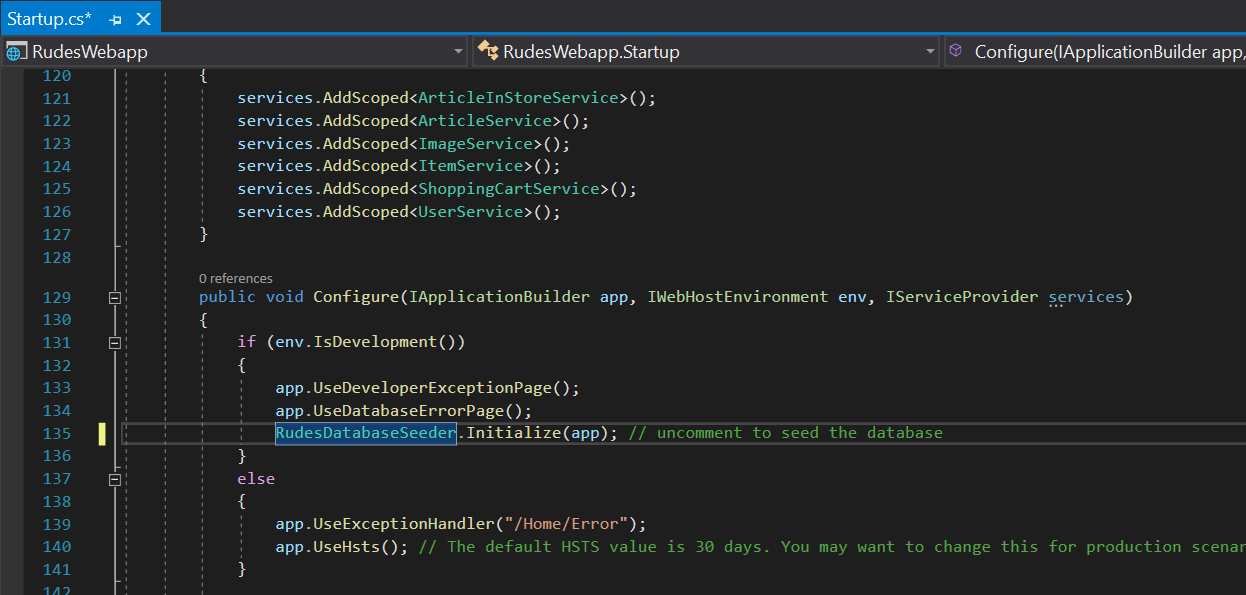 Startup.cs*
RudesWebapp RudesWebapp.Startup Configure(IApplicationBuilder app,
120 {
121 services.AddScoped<ArticleInStoreService>();
122 services.AddScoped<ArticleService>();
123 services.AddScoped<ImageService>();
124 services.AddScoped<ItemService>();
125 services.AddScoped<ShoppingCartService>();
126 services.AddScoped<UserService>();
127 }
128
0 references
129 public void Configure(IApplicationBuilder app, IWebHostEnvironment env, IServiceProvider services)
130 {
131 if (env.IsDevelopment())
132 {
133 app.UseDeveloperExceptionPage();
134 app.UseDatabaseErrorPage();
135 RudesDatabaseSeeder.Initialize(app); // uncomment to seed the database
136 }
137 else
138 {
139 app.UseExceptionHandler("/Home/Error");
140 app.UseHsts(); // The default HSTS value is 30 days. You may want to change this for production scenar
141 }
142